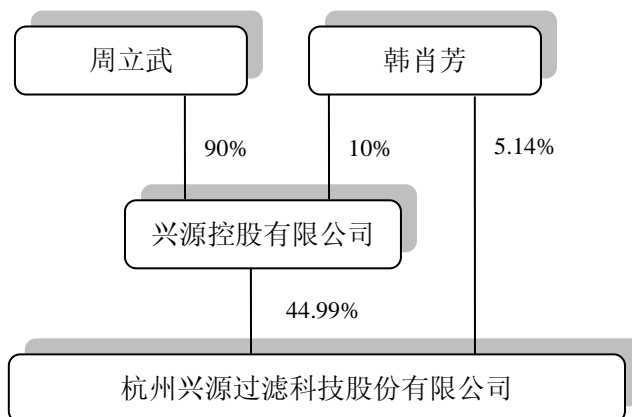 周立武
韩肖芳
90%
10%
5.14%
兴源控股有限公司
44.99%
杭州兴源过滤科技股份有限公司